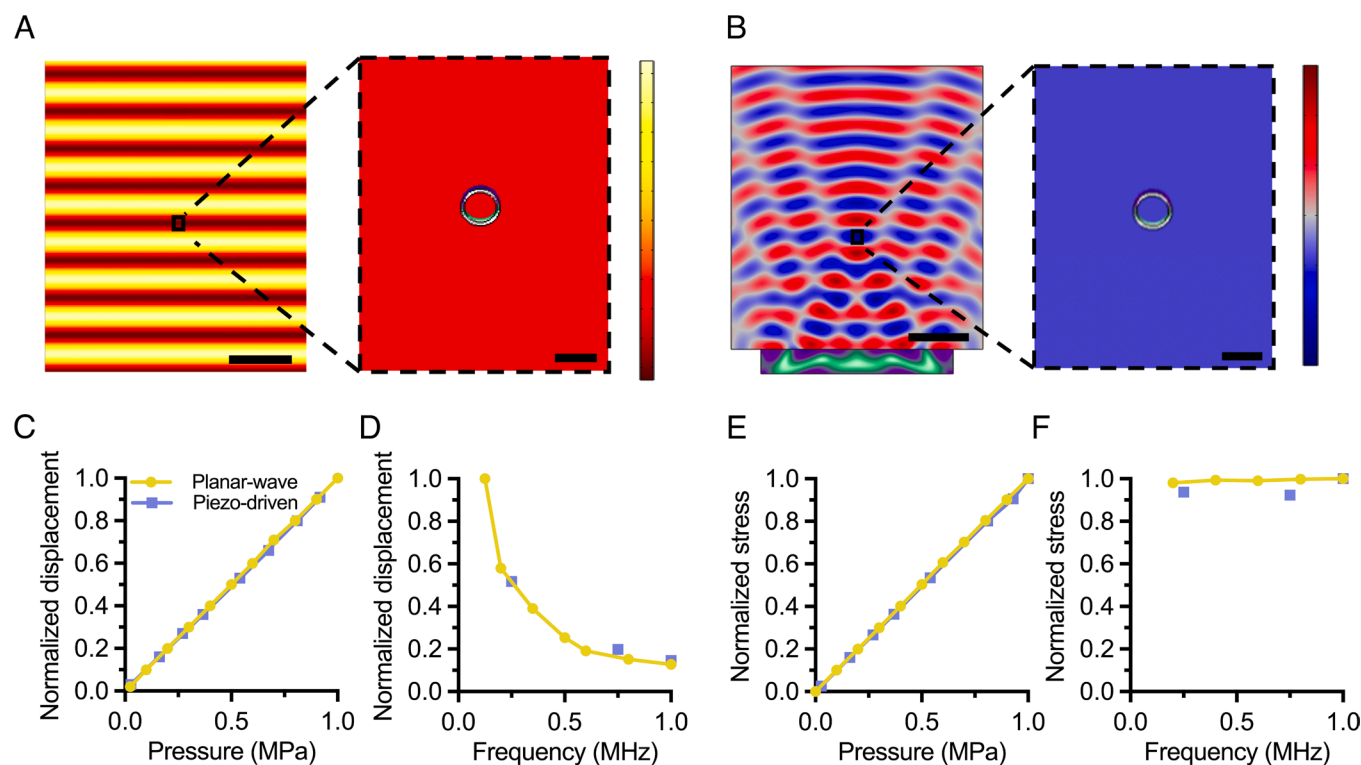 A
B
C
Normalized displacement
1.0
0.8
0.6
0.4
0.2
0.0
Planar-wave
Piezo-driven
0.0 0.5 1.0
Pressure (MPa)
D
Normalized displacement
1.0
0.8
0.6
0.4
0.2
0.0
0.0 0.5 1.0
Frequency (MHz)
E
Normalized stress
1.0
0.8
0.6
0.4
0.2
0.0
0.0 0.5 1.0
Pressure (MPa)
F
Normalized stress
1.0
0.8
0.6
0.4
0.2
0.0
0.0 0.5 1.0
Frequency (MHz)